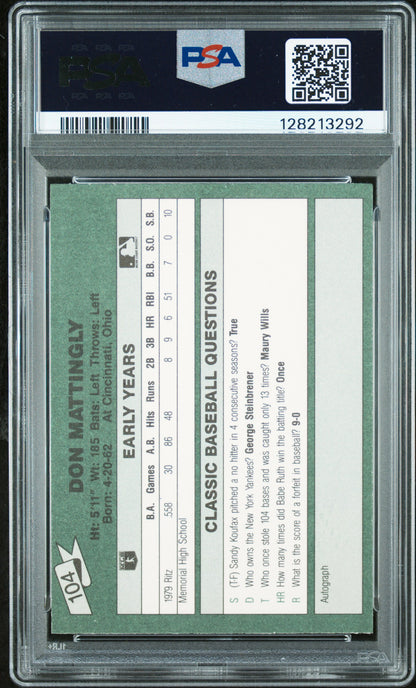 PSA
PSA
128213292
104
DON MATTINGLY
Ht: 5'11" Wt: 185 Bats: Left Throws: Left
Born: 4-20-62 At Cincinnati, Ohio
EARLY YEARS
B.A. Games A.B. Hits Runs 2B 3B HR RBI B.B. S.O. S.B.
1979 Ritz .558 30 86 48 8 9 6 51 7 0 10
Memorial High School
CLASSIC BASEBALL QUESTIONS
S (T-F) Sandy Koufax pitched a no hitter in 4 consecutive seasons? True
D Who owns the New York Yankees? George Steinbrener
T Who once stole 104 bases and was caught only 13 times? Maury Wills
HR How many times did Babe Ruth win the batting title? Once
R What is the score of a forfeit in baseball? 9-0
Autograph